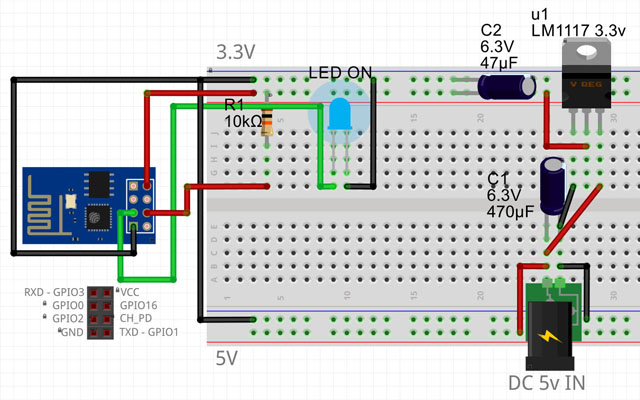 u1
LM1117 3.3v
C2
6.3V
47µF
3.3V
LED ON
V REG
R1
10kΩ
C1
6.3V
470µF
RXD - GPIO3
VCC
GPIO0
GPIO16
GPIO2
CH_PD
GND
TXD - GPIO1
5V
DC 5v IN